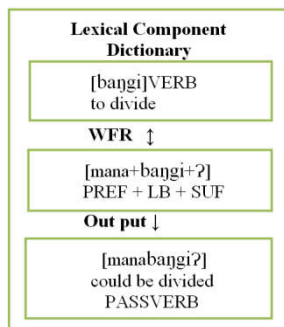 Lexical Component
Dictionary
[baŋgi]VERB
to divide
WFR ↕
[mana+baŋgi+ʔ]
PREF + LB + SUF
Out put ↓
[manabaŋgiʔ]
could be divided
PASSVERB